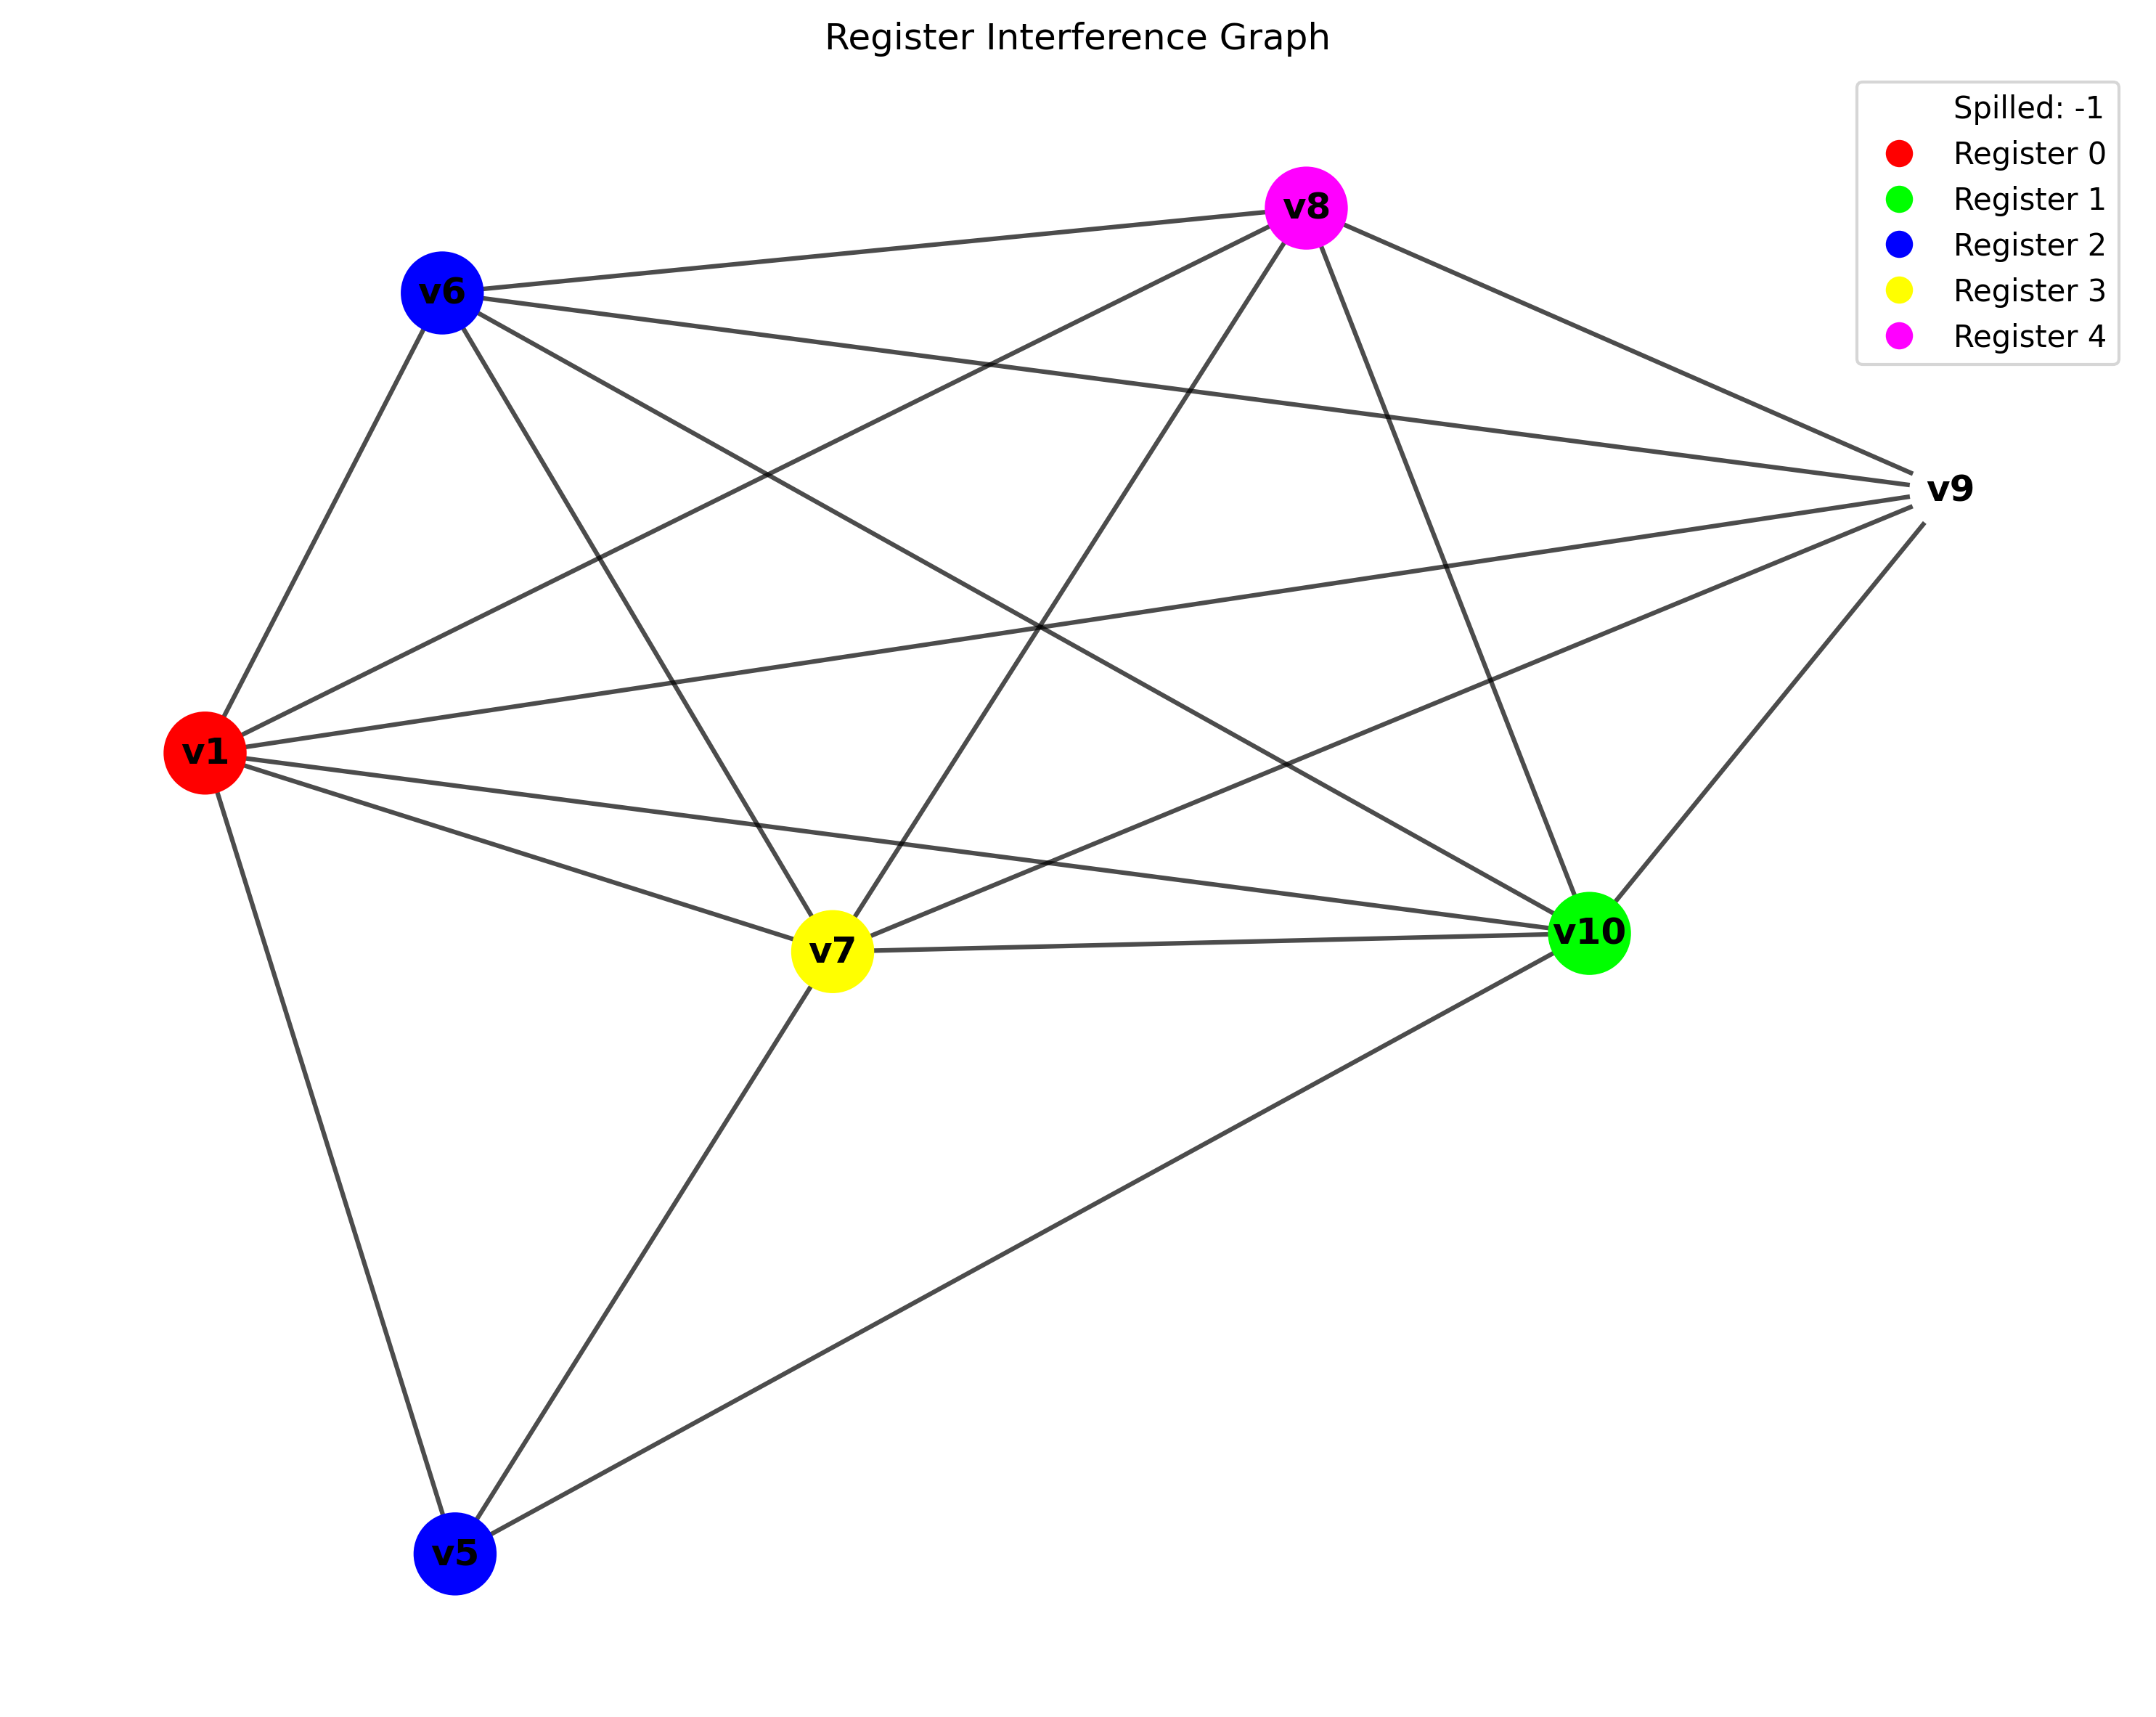 Register Interference Graph
Spilled: -1
Register 0
Register 1
Register 2
Register 3
Register 4
v8
v6
v9
v1
v10
v7
v5